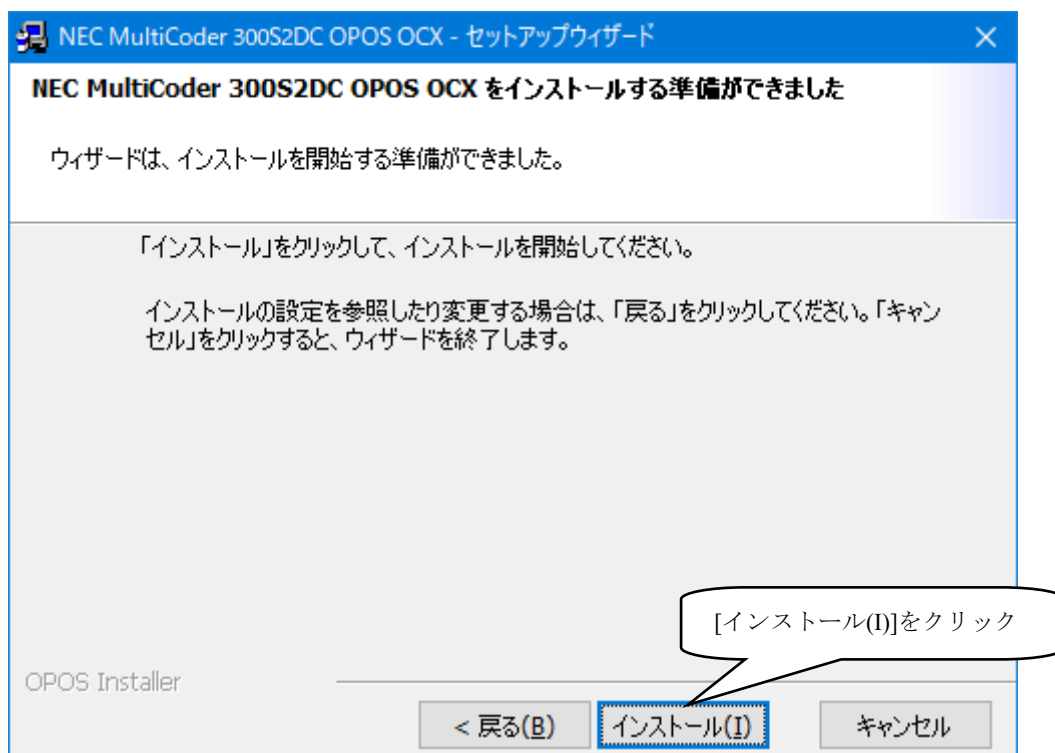 NEC MultiCoder 300S2DC OPOS OCX - セットアップウィザード
NEC MultiCoder 300S2DC OPOS OCX をインストールする準備ができました
ウィザードは、インストールを開始する準備ができました。
「インストール」をクリックして、インストールを開始してください。
インストールの設定を参照したり変更する場合は、「戻る」をクリックしてください。「キャン
セル」をクリックすると、ウィザードを終了します。
[インストール(I)]をクリック
OPOS Installer
< 戻る(B)
インストール(I)
キャンセル